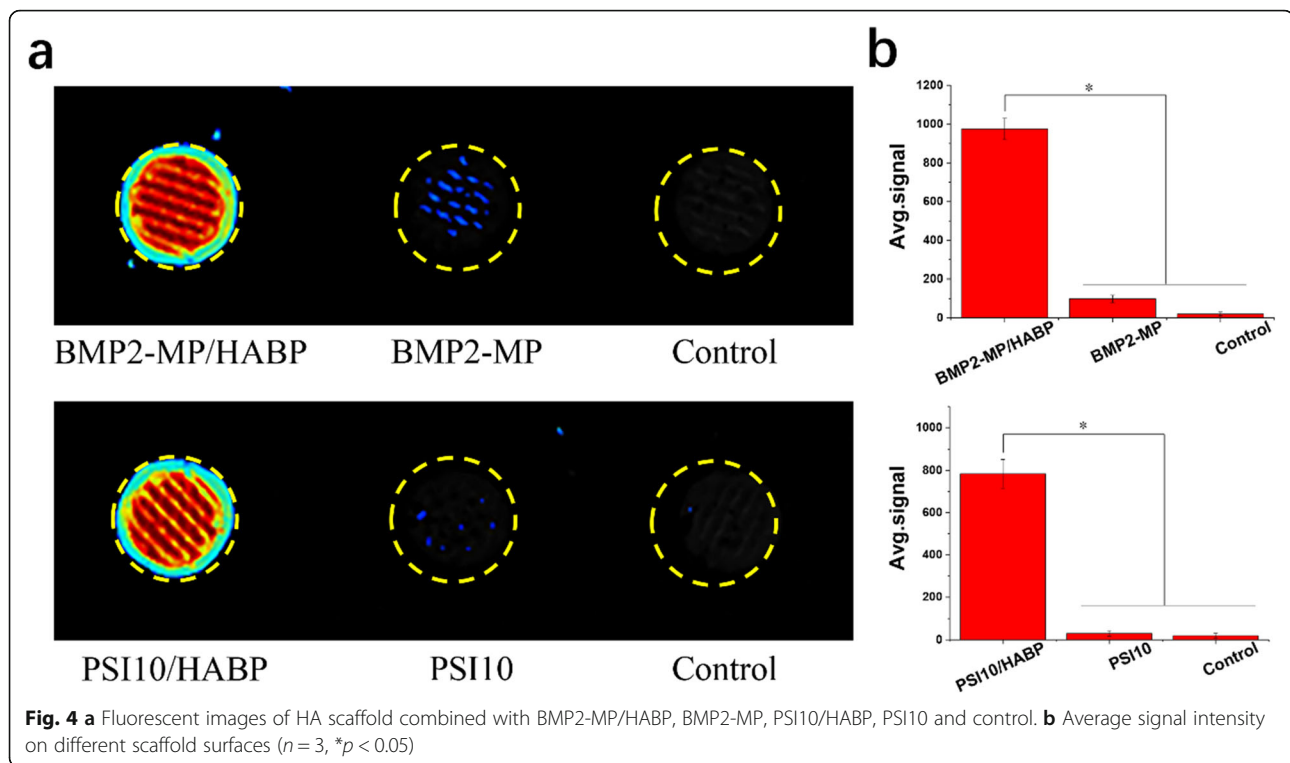 a
BMP2-MP/HABP BMP2-MP Control
PSI10/HABP PSI10 Control
b
1200
1000
800
600
400
200
0
Avg.signal
*
BMP2-MP/HABP BMP2-MP Control
1000
800
600
400
200
0
Avg.signal
*
PSI10/HABP PSI10 Control
Fig. 4 a Fluorescent images of HA scaffold combined with BMP2-MP/HABP, BMP2-MP, PSI10/HABP, PSI10 and control. b Average signal intensity
on different scaffold surfaces (n = 3, *p < 0.05)